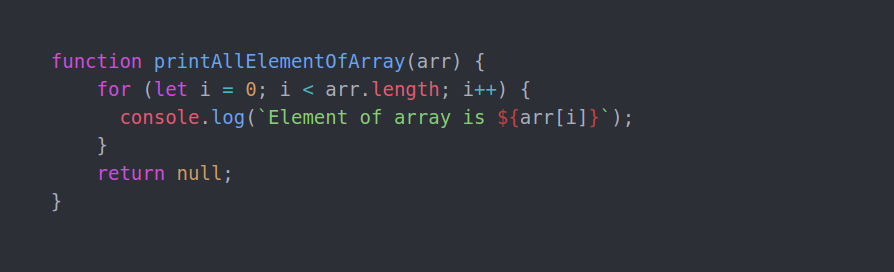 function printAllElementOfArray(arr) {
    for (let i = 0; i < arr.length; i++) {
      console.log(`Element of array is ${arr[i]}`);
    }
    return null;
}